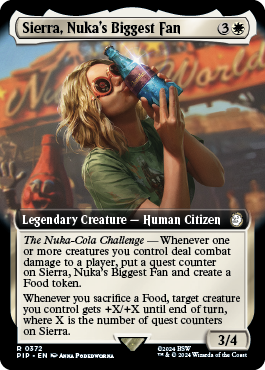 Sierra, Nuka's Biggest Fan 3
Nuka World
Legendary Creature — Human Citizen
The Nuka-Cola Challenge — Whenever one
or more creatures you control deal combat
damage to a player, put a quest counter
on Sierra, Nuka's Biggest Fan and create a
Food token.
Whenever you sacrifice a Food, target creature
you control gets +X/+X until end of turn,
where X is the number of quest counters
on Sierra.
3/4
R 0372
PIP • EN Anna Podedworna
©2024 BSW
™ & © 2024 Wizards of the Coast